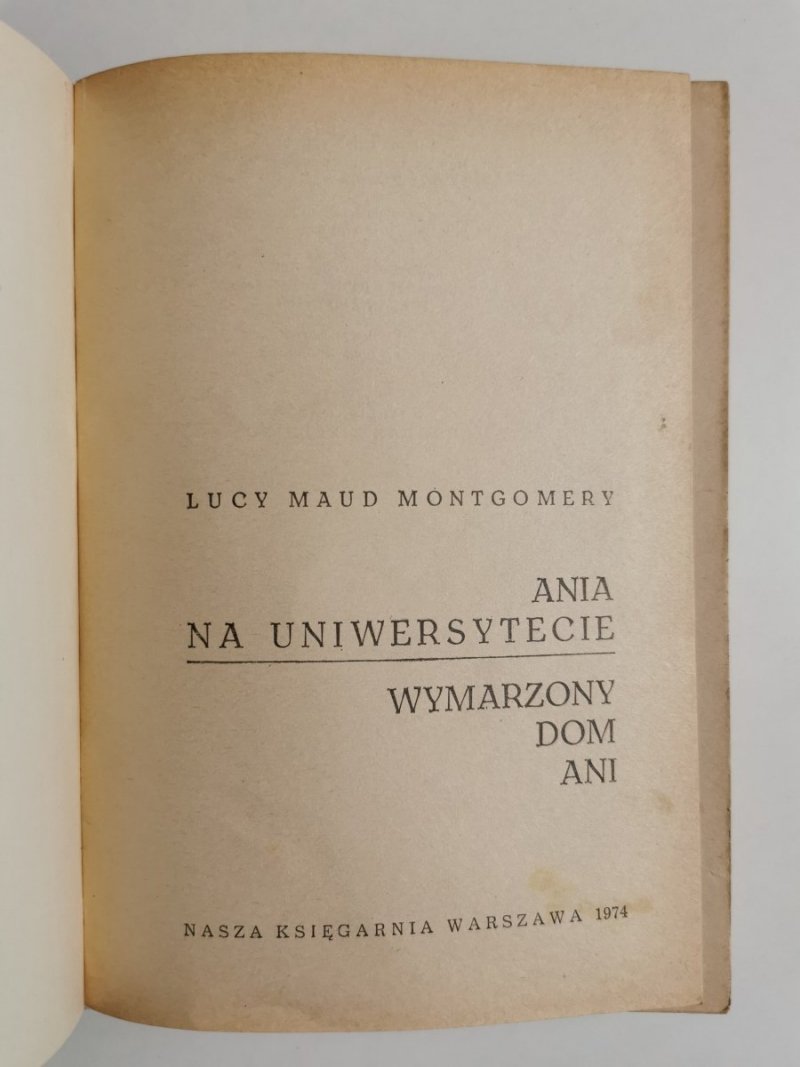 LUCY MAUD MONTGOMERY
ANIA
NA UNIWERSYTECIE
WYMARZONY
DOM
ANI
NASZA KSIĘGARNIA WARSZAWA 1974